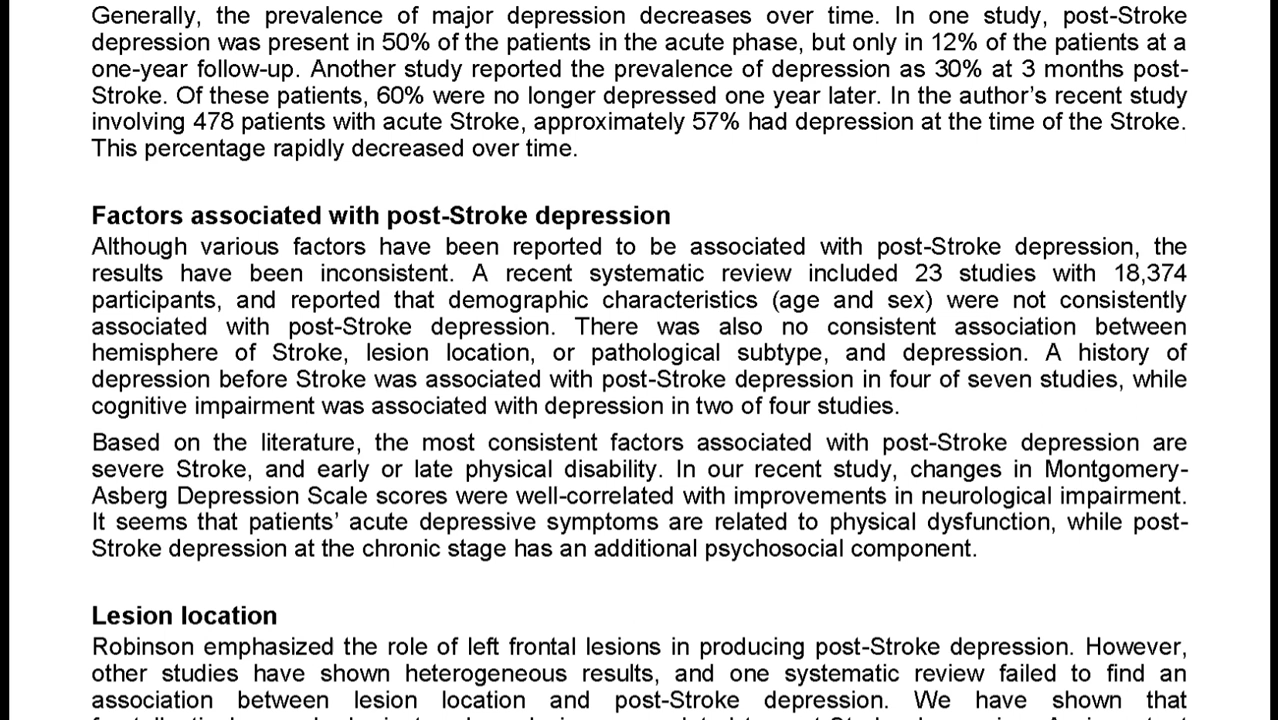 Generally, the prevalence of major depression decreases over time. In one study, post-Stroke
depression was present in 50% of the patients in the acute phase, but only in 12% of the patients at a
one-year follow-up. Another study reported the prevalence of depression as 30% at 3 months post-
Stroke. Of these patients, 60% were no longer depressed one year later. In the author's recent study
involving 478 patients with acute Stroke, approximately 57% had depression at the time of the Stroke.
This percentage rapidly decreased over time.
Factors associated with post-Stroke depression
Although various factors have been reported to be associated with post-Stroke depression, the
results have been inconsistent. A recent systematic review included 23 studies with 18,374
participants, and reported that demographic characteristics (age and sex) were not consistently
associated with post-Stroke depression. There was also no consistent association between
hemisphere of Stroke, lesion location, or pathological subtype, and depression. A history of
depression before Stroke was associated with post-Stroke depression in four of seven studies, while
cognitive impairment was associated with depression in two of four studies.
Based on the literature, the most consistent factors associated with post-Stroke depression are
severe Stroke, and early or late physical disability. In our recent study, changes in Montgomery-
Asberg Depression Scale scores were well-correlated with improvements in neurological impairment.
It seems that patients' acute depressive symptoms are related to physical dysfunction, while post-
Stroke depression at the chronic stage has an additional psychosocial component.
Lesion location
Robinson emphasized the role of left frontal lesions in producing post-Stroke depression. However,
other studies have shown heterogeneous results, and one systematic review failed to find an
association between lesion location and post-Stroke depression. We have shown that